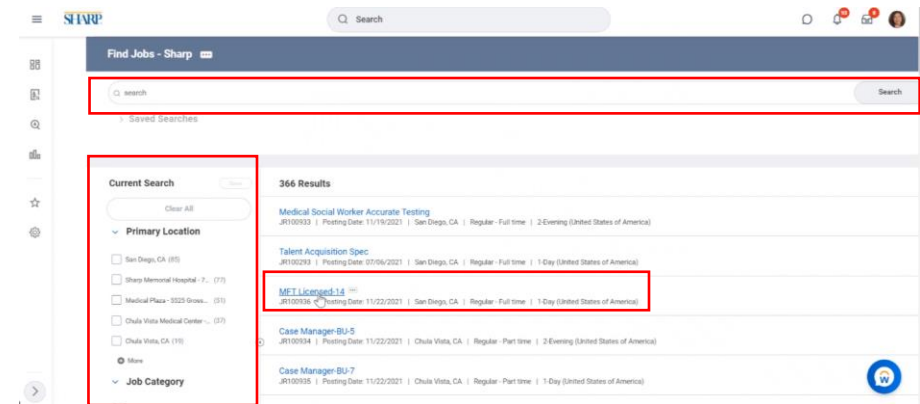 SHARP
Search
Find Jobs - Sharp
search
Search
Saved Searches
Current Search
Save
Clear All
Primary Location
San Diego, CA (85)
Sharp Memorial Hospital - 7... (77)
Medical Plaza - 5525 Gross... (51)
Chula Vista Medical Center -... (37)
Chula Vista, CA (19)
More
Job Category
366 Results
Medical Social Worker Accurate Testing
JR100933 | Posting Date: 11/19/2021 | San Diego, CA | Regular - Full time | 2-Evening (United States of America)
Talent Acquisition Spec
JR100293 | Posting Date: 07/06/2021 | San Diego, CA | Regular - Full time | 1-Day (United States of America)
MFT Licensed-14
JR100936 Posting Date: 11/22/2021 | San Diego, CA | Regular - Full time | 1-Day (United States of America)
Case Manager-BU-5
JR100934 | Posting Date: 11/22/2021 | Chula Vista, CA | Regular - Part time | 2-Evening (United States of America)
Case Manager-BU-7
JR100935 | Posting Date: 11/22/2021 | Chula Vista, CA | Regular - Part time | 1-Day (United States of America)